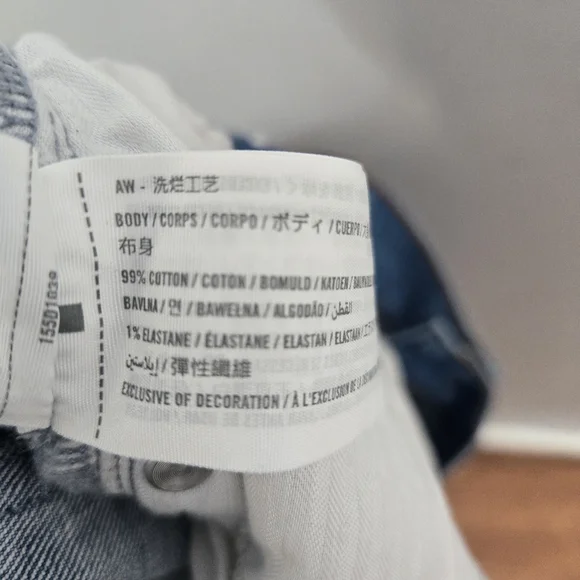 AW - 洗烂工艺
BODY / CORPS / CORPO / ボディ / CUERPO /
布身
99% COTTON / COTON / BOMULD / KATOEN /
BAVLNA / 면 / BAWEŁNA / ALGODÃO / القطن /
1% ELASTANE / ÉLASTANE / ELASTAN / ELASTAAN /
إيلاستين / 彈性纖維
EXCLUSIVE OF DECORATION / À L'EXCLUSION DE LA